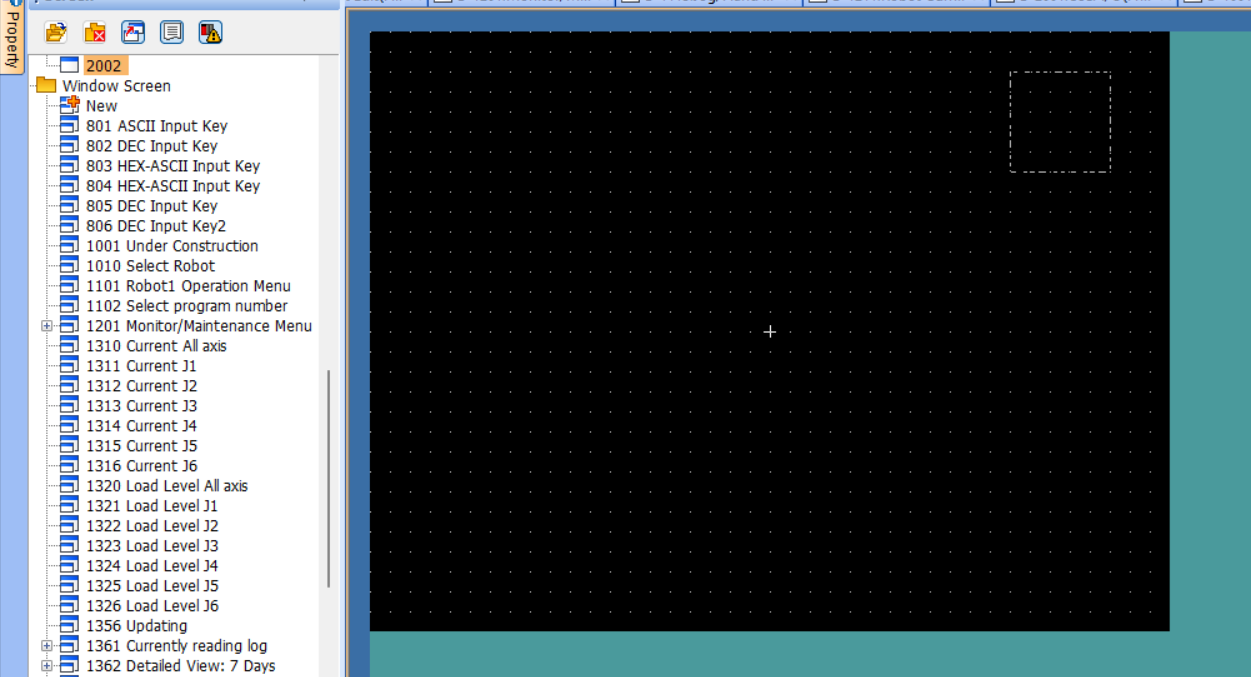 Property
2002
Window Screen
New
801 ASCII Input Key
802 DEC Input Key
803 HEX-ASCII Input Key
804 HEX-ASCII Input Key
805 DEC Input Key
806 DEC Input Key2
1001 Under Construction
1010 Select Robot
1101 Robot1 Operation Menu
1102 Select program number
1201 Monitor/Maintenance Menu
1310 Current All axis
1311 Current J1
1312 Current J2
1313 Current J3
1314 Current J4
1315 Current J5
1316 Current J6
1320 Load Level All axis
1321 Load Level J1
1322 Load Level J2
1323 Load Level J3
1324 Load Level J4
1325 Load Level J5
1326 Load Level J6
1356 Updating
1361 Currently reading log
1362 Detailed View: 7 Days